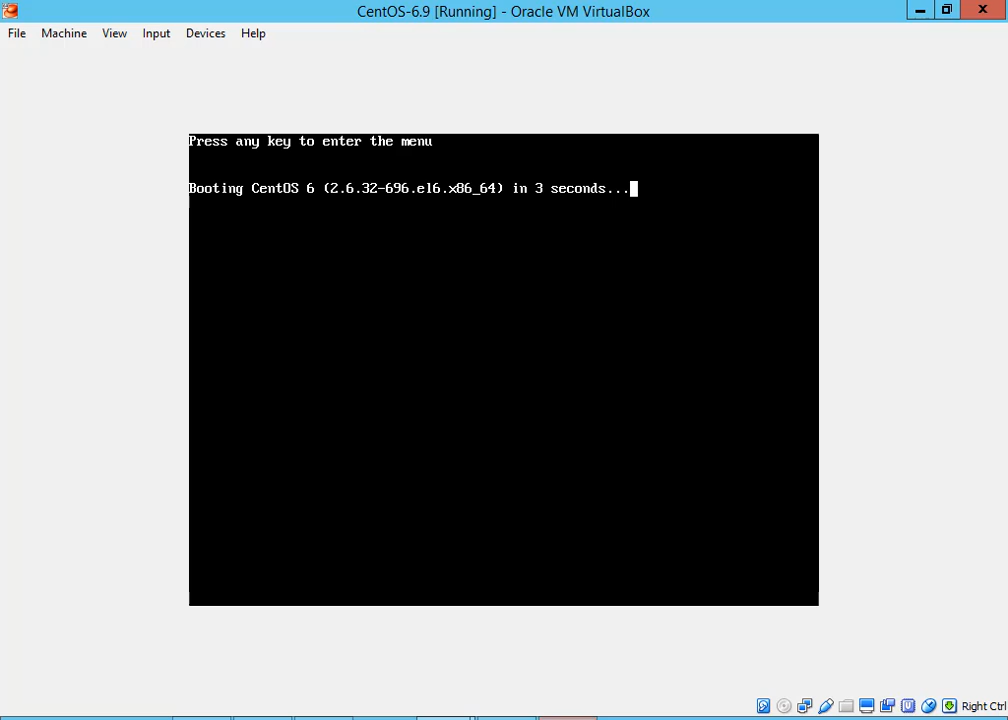 CentOS-6.9 [Running] - Oracle VM VirtualBox
File Machine View Input Devices Help
Press any key to enter the menu
Booting CentOS 6 (2.6.32-696.el6.x86_64) in 3 seconds...
Right Ctrl